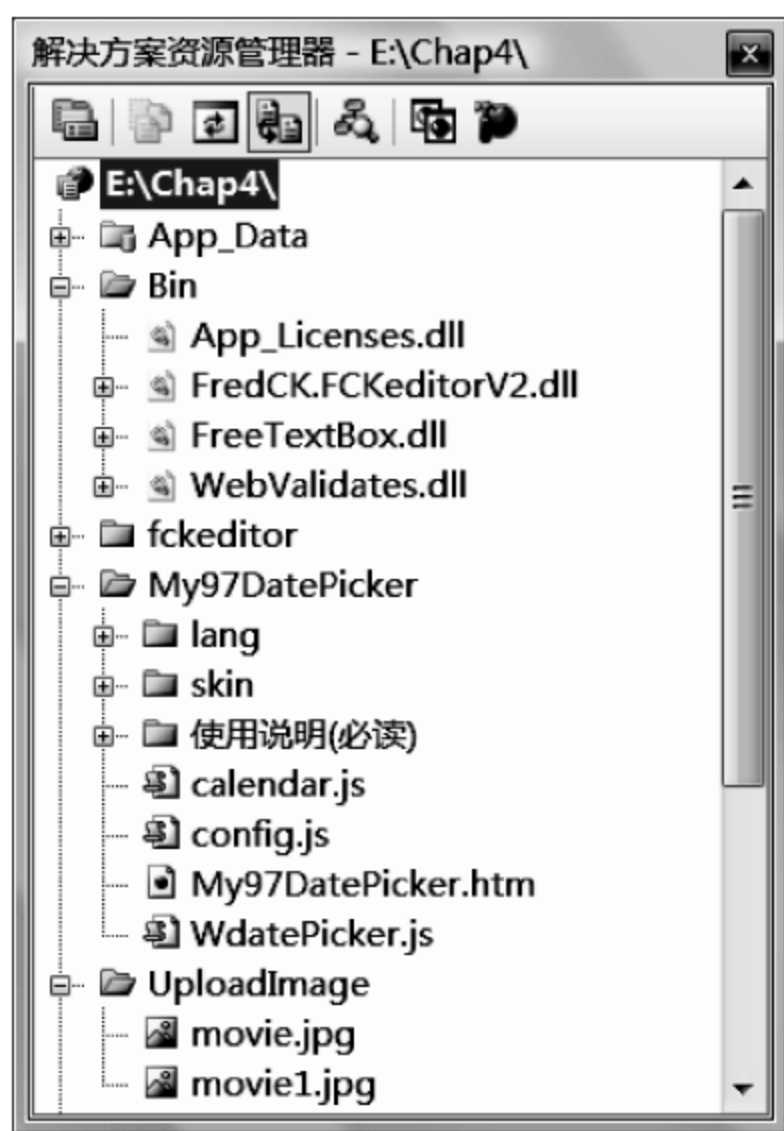 解决方案资源管理器 - E:\Chap4\
E:\Chap4\
App_Data
Bin
App_Licenses.dll
FredCK.FCKeditorV2.dll
FreeTextBox.dll
WebValidates.dll
fckeditor
My97DatePicker
lang
skin
使用说明(必读)
calendar.js
config.js
My97DatePicker.htm
WdatePicker.js
UploadImage
movie.jpg
movie1.jpg